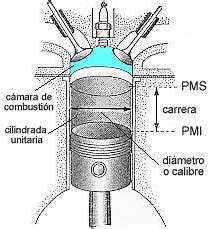 PMS
cámara de
combustión
carrera
cilindrada
unitaria
PMI
diámetro
o calibre